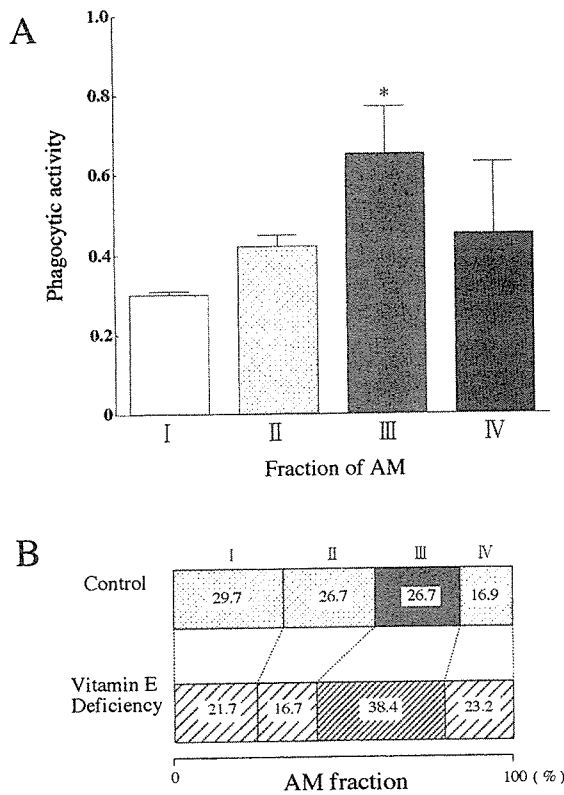 A
1.0
0.8
0.6
0.4
0.2
0
Phagocytic activity
*
I II III IV
Fraction of AM
B
I II III IV
Control
29.7 26.7 26.7 16.9
Vitamin E
Deficiency
21.7 16.7 38.4 23.2
0 100 (%)
AM fraction